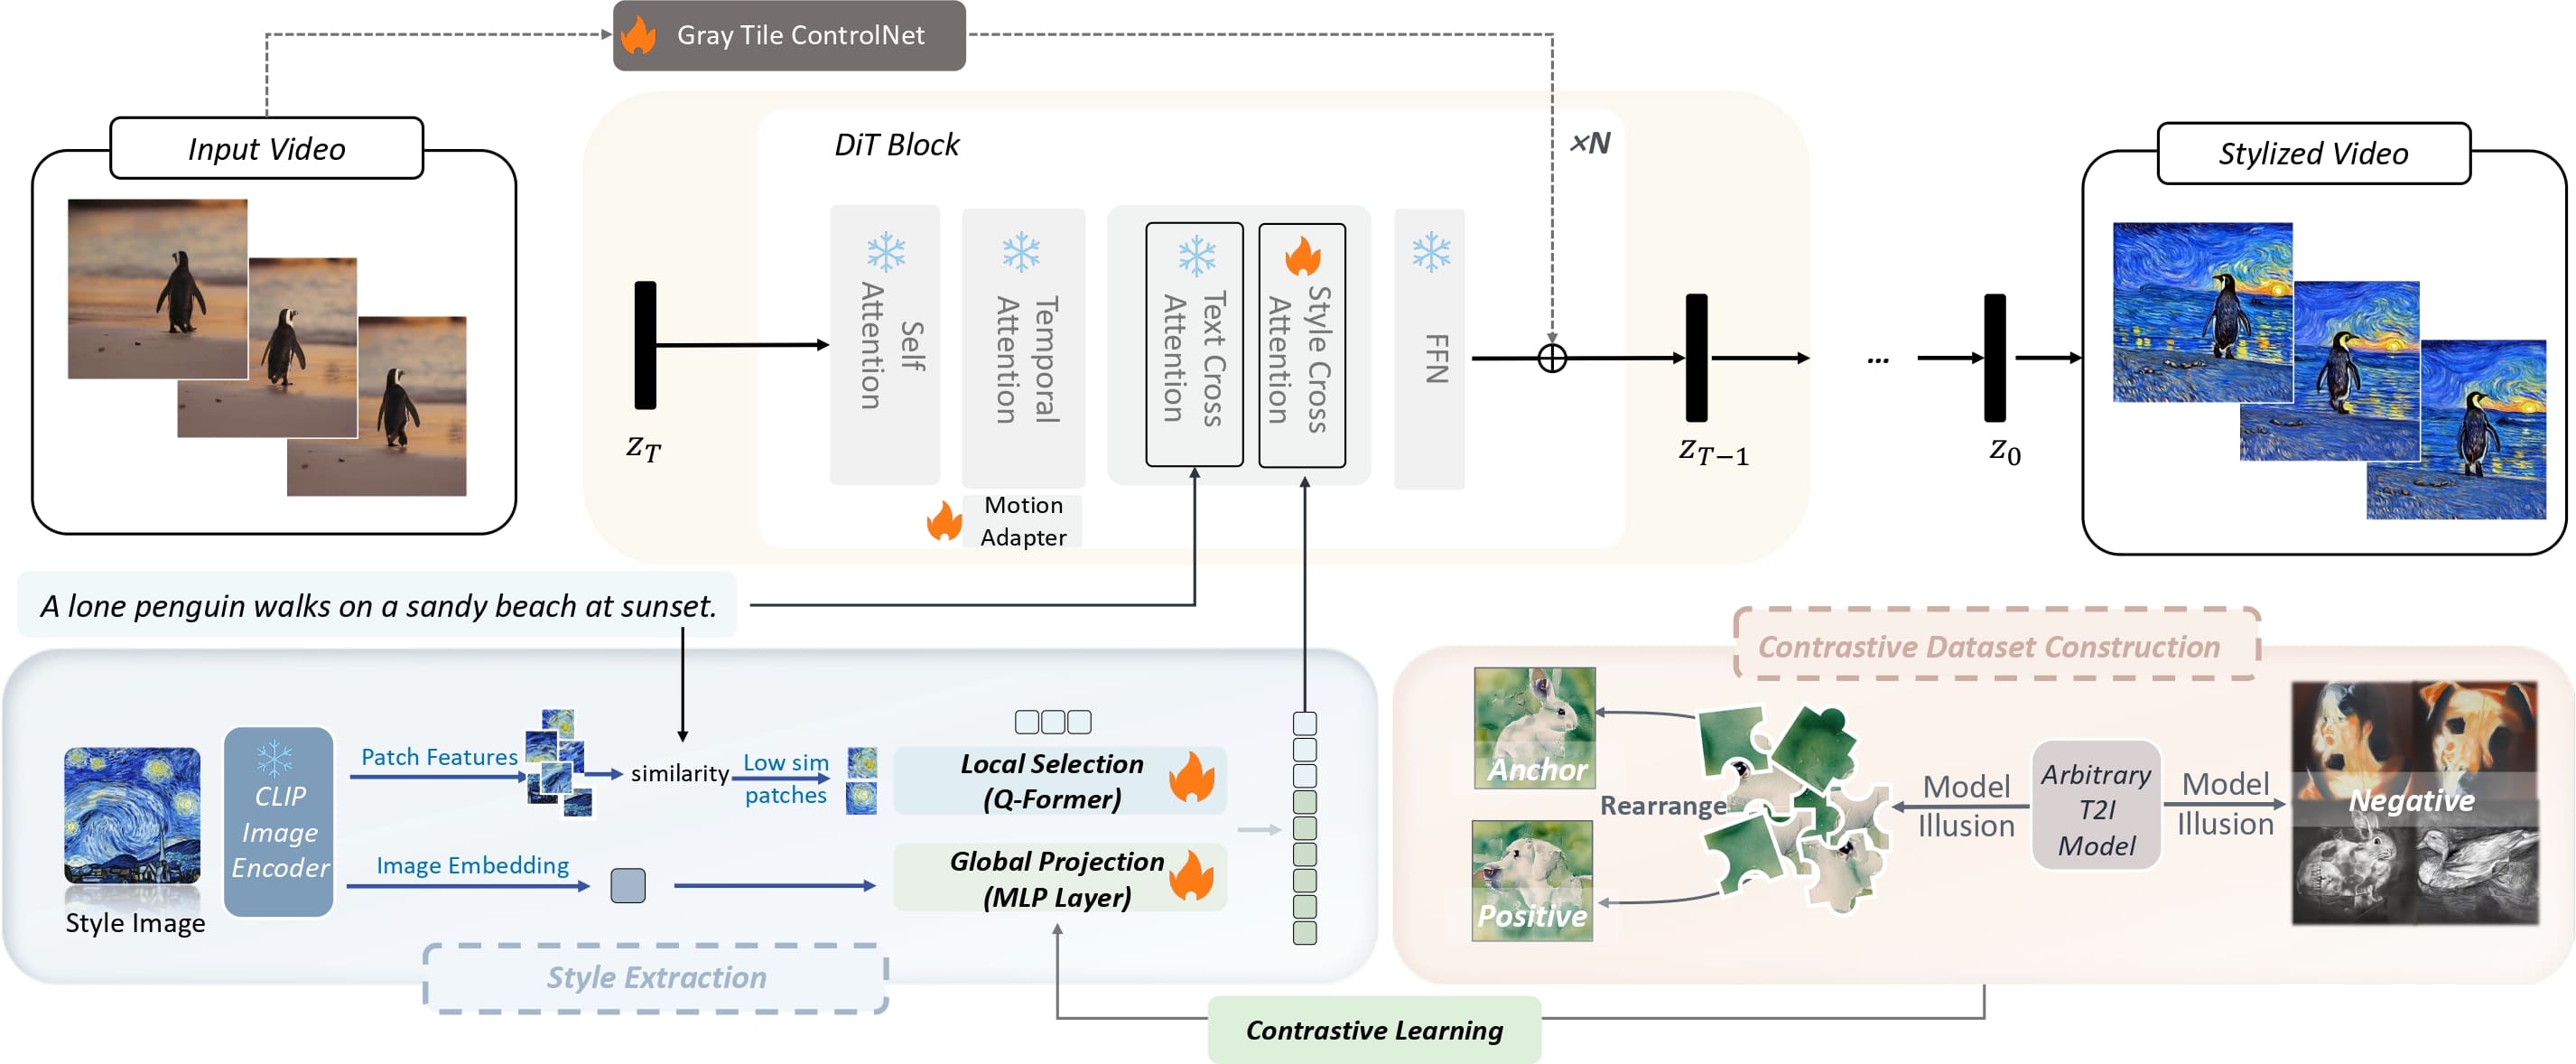 Gray Tile ControlNet
Input Video
DiT Block
×N
Stylized Video
Self
Attention
Temporal
Attention
Text Cross
Attention
Style Cross
Attention
FFN
Motion
Adapter
z_T
z_{T−1}
...
z_0
A lone penguin walks on a sandy beach at sunset.
Contrastive Dataset Construction
Style Image
CLIP
Image
Encoder
Patch Features
similarity
Low sim
patches
Local Selection
(Q-Former)
Image Embedding
Global Projection
(MLP Layer)
Style Extraction
Anchor
Positive
Rearrange
Model
Illusion
Arbitrary
T2I
Model
Model
Illusion
Negative
Contrastive Learning